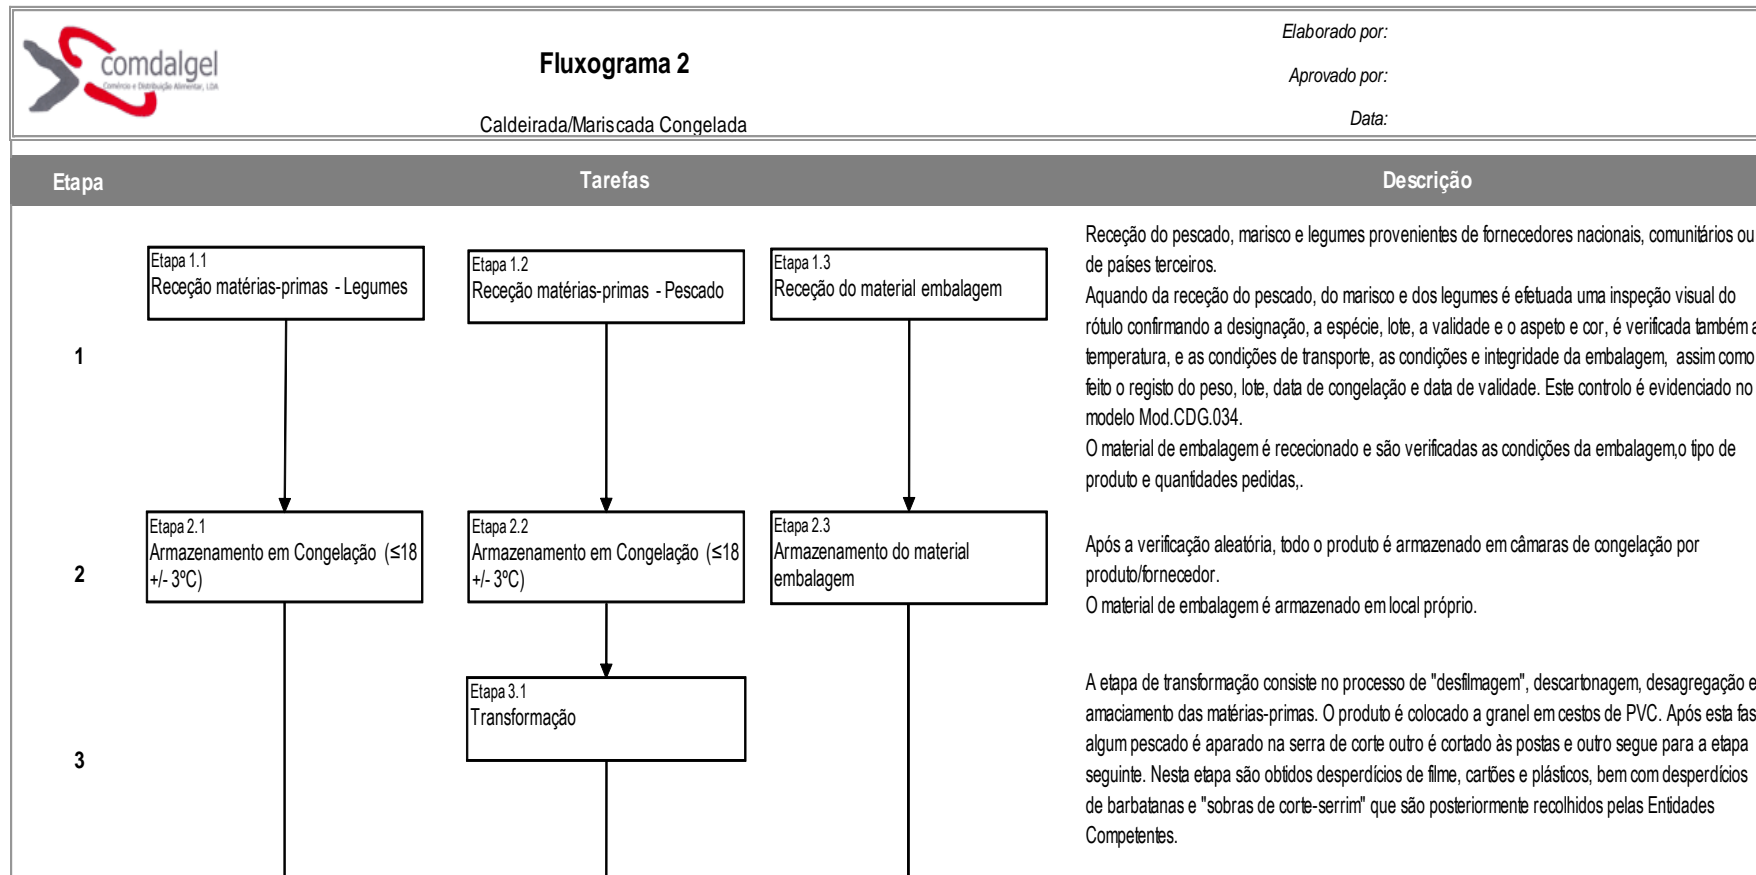 comdalgel
Comércio e Distribuição Alimentar, LDA
Fluxograma 2
Caldeirada/Mariscada Congelada
Elaborado por:
Aprovado por:
Data:
Etapa
Tarefas
Descrição
1
Etapa 1.1
Receção matérias-primas - Legumes
Etapa 1.2
Receção matérias-primas - Pescado
Etapa 1.3
Receção do material embalagem
Receção do pescado, marisco e legumes provenientes de fornecedores nacionais, comunitários ou
de países terceiros.
Aquando da receção do pescado, do marisco e dos legumes é efetuada uma inspeção visual do
rótulo confirmando a designação, a espécie, lote, a validade e o aspeto e cor, é verificada também a
temperatura, e as condições de transporte, as condições e integridade da embalagem, assim como
feito o registo do peso, lote, data de congelação e data de validade. Este controlo é evidenciado no
modelo Mod.CDG.034.
O material de embalagem é rececionado e são verificadas as condições da embalagem,o tipo de
produto e quantidades pedidas,.
2
Etapa 2.1
Armazenamento em Congelação (≤18
+/- 3ºC)
Etapa 2.2
Armazenamento em Congelação (≤18
+/- 3ºC)
Etapa 2.3
Armazenamento do material
embalagem
Após a verificação aleatória, todo o produto é armazenado em câmaras de congelação por
produto/fornecedor.
O material de embalagem é armazenado em local próprio.
3
Etapa 3.1
Transformação
A etapa de transformação consiste no processo de "desfilmagem", descartonagem, desagregação e
amaciamento das matérias-primas. O produto é colocado a granel em cestos de PVC. Após esta fas
algum pescado é aparado na serra de corte outro é cortado às postas e outro segue para a etapa
seguinte. Nesta etapa são obtidos desperdícios de filme, cartões e plásticos, bem com desperdícios
de barbatanas e "sobras de corte-serrim" que são posteriormente recolhidos pelas Entidades
Competentes.